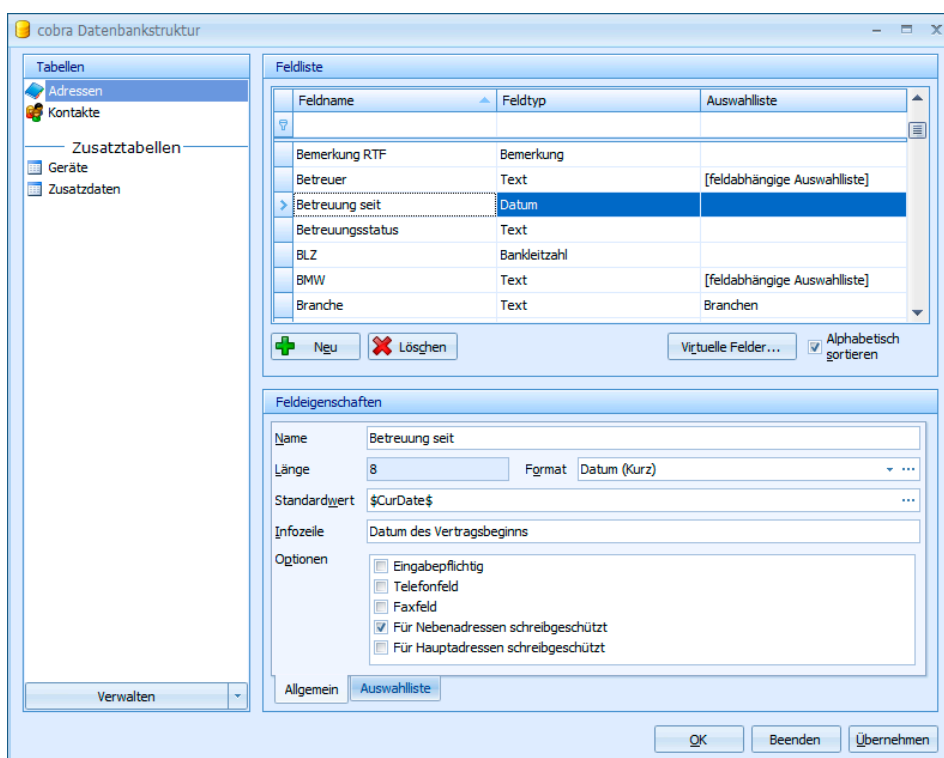 cobra Datenbankstruktur
Tabellen
Adressen
Kontakte
Zusatztabellen
Geräte
Zusatzdaten
Verwalten
Feldliste
Feldname Feldtyp Auswahlliste
Bemerkung RTF Bemerkung
Betreuer Text [feldabhängige Auswahlliste]
Betreuung seit Datum
Betreuungsstatus Text
BLZ Bankleitzahl
BMW Text [feldabhängige Auswahlliste]
Branche Text Branchen
Neu Löschen Virtuelle Felder... Alphabetisch
sortieren
Feldeigenschaften
Name Betreuung seit
Länge 8 Format Datum (Kurz)
Standardwert $CurDate$
Infozeile Datum des Vertragsbeginns
Optionen
Eingabepflichtig
Telefonfeld
Faxfeld
Für Nebenadressen schreibgeschützt
Für Hauptadressen schreibgeschützt
Allgemein Auswahlliste
OK Beenden Übernehmen